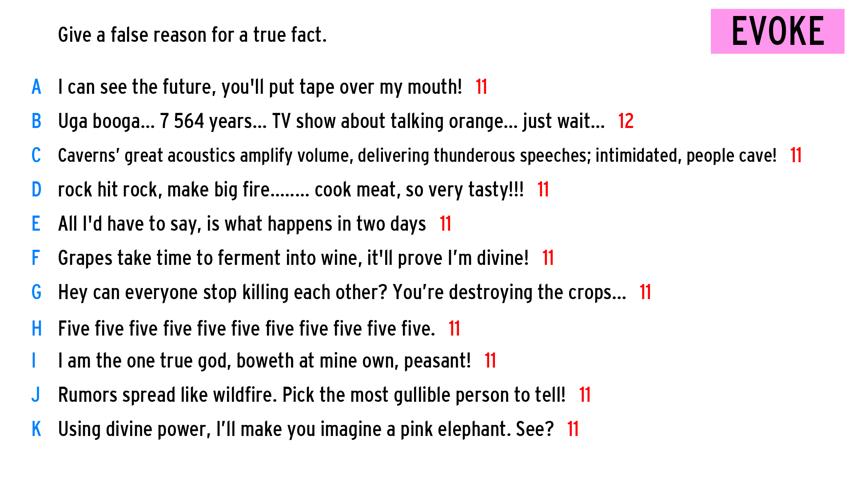 Give a false reason for a true fact.
EVOKE
A I can see the future, you'll put tape over my mouth! 11
B Uga booga... 7 564 years... TV show about talking orange... just wait... 12
C Caverns’ great acoustics amplify volume, delivering thunderous speeches; intimidated, people cave! 11
D rock hit rock, make big fire........ cook meat, so very tasty!!! 11
E All I'd have to say, is what happens in two days 11
F Grapes take time to ferment into wine, it'll prove I’m divine! 11
G Hey can everyone stop killing each other? You’re destroying the crops... 11
H Five five five five five five five five five five five. 11
I I am the one true god, boweth at mine own, peasant! 11
J Rumors spread like wildfire. Pick the most gullible person to tell! 11
K Using divine power, I’ll make you imagine a pink elephant. See? 11